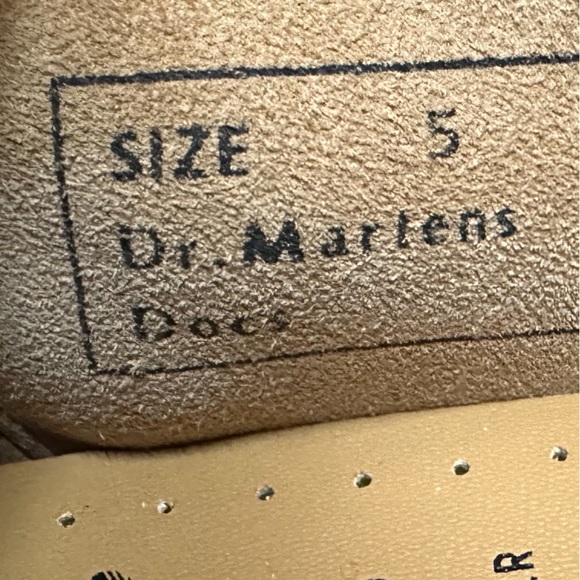 SIZE 5
Dr. Martens
Docs
R